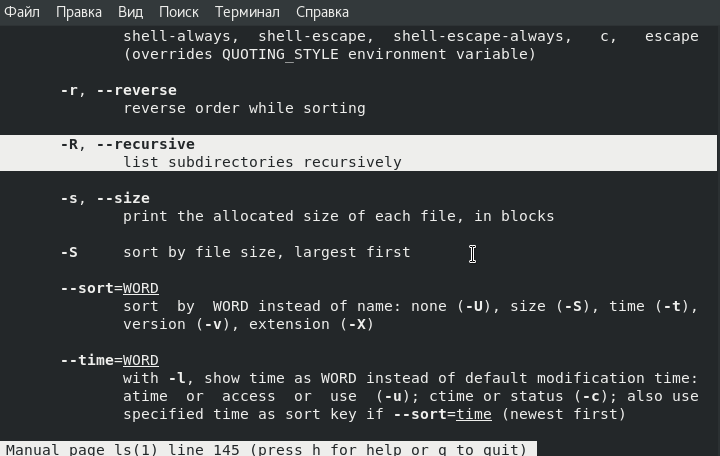 Файл Правка Вид Поиск Терминал Справка
shell-always, shell-escape, shell-escape-always, c, escape
(overrides QUOTING_STYLE environment variable)
-r, --reverse
reverse order while sorting
-R, --recursive
list subdirectories recursively
-s, --size
print the allocated size of each file, in blocks
-S sort by file size, largest first
--sort=WORD
sort by WORD instead of name: none (-U), size (-S), time (-t),
version (-v), extension (-X)
--time=WORD
with -l, show time as WORD instead of default modification time:
atime or access or use (-u); ctime or status (-c); also use
specified time as sort key if --sort=time (newest first)
Manual page ls(1) line 145 (press h for help or q to quit)